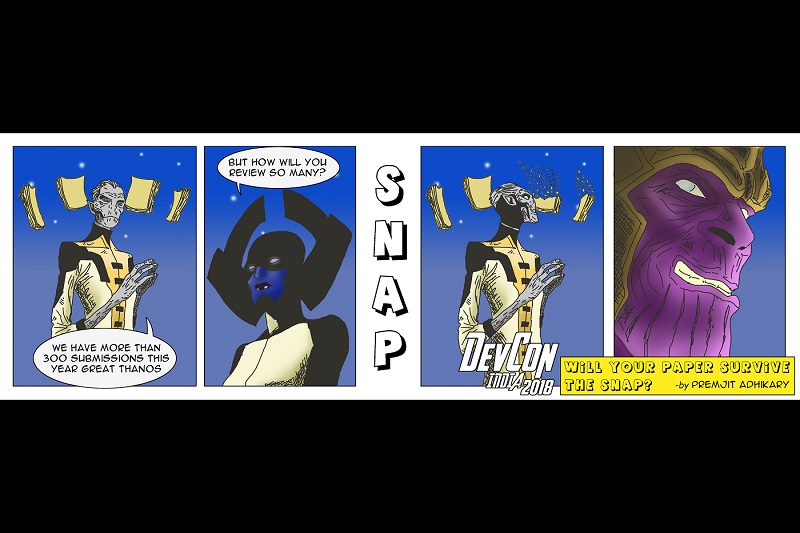 WE HAVE MORE THAN
300 SUBMISSIONS THIS
YEAR GREAT THANOS
BUT HOW WILL YOU
REVIEW SO MANY?
SNAP
DEVCON
INDIA
2018
WILL YOUR PAPER SURVIVE
THE SNAP?
-by PREMJIT ADHIKARY